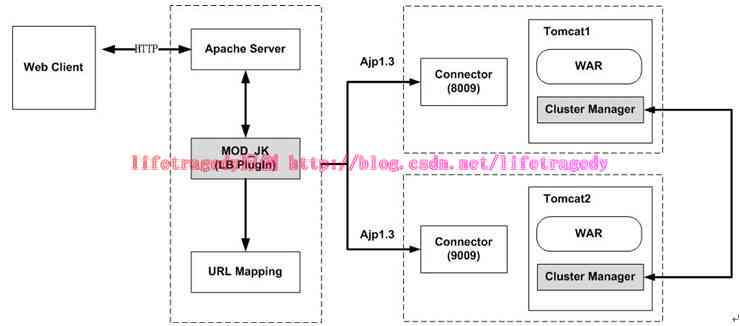 Web Client
HTTP
Apache Server
MOD_JK
(LB PlugIn)
URL Mapping
Ajp1.3
Connector
(8009)
Tomcat1
WAR
Cluster Manager
lifetragedy http://blog.csdn.net/lifetragedy
Ajp1.3
Connector
(9009)
Tomcat2
WAR
Cluster Manager